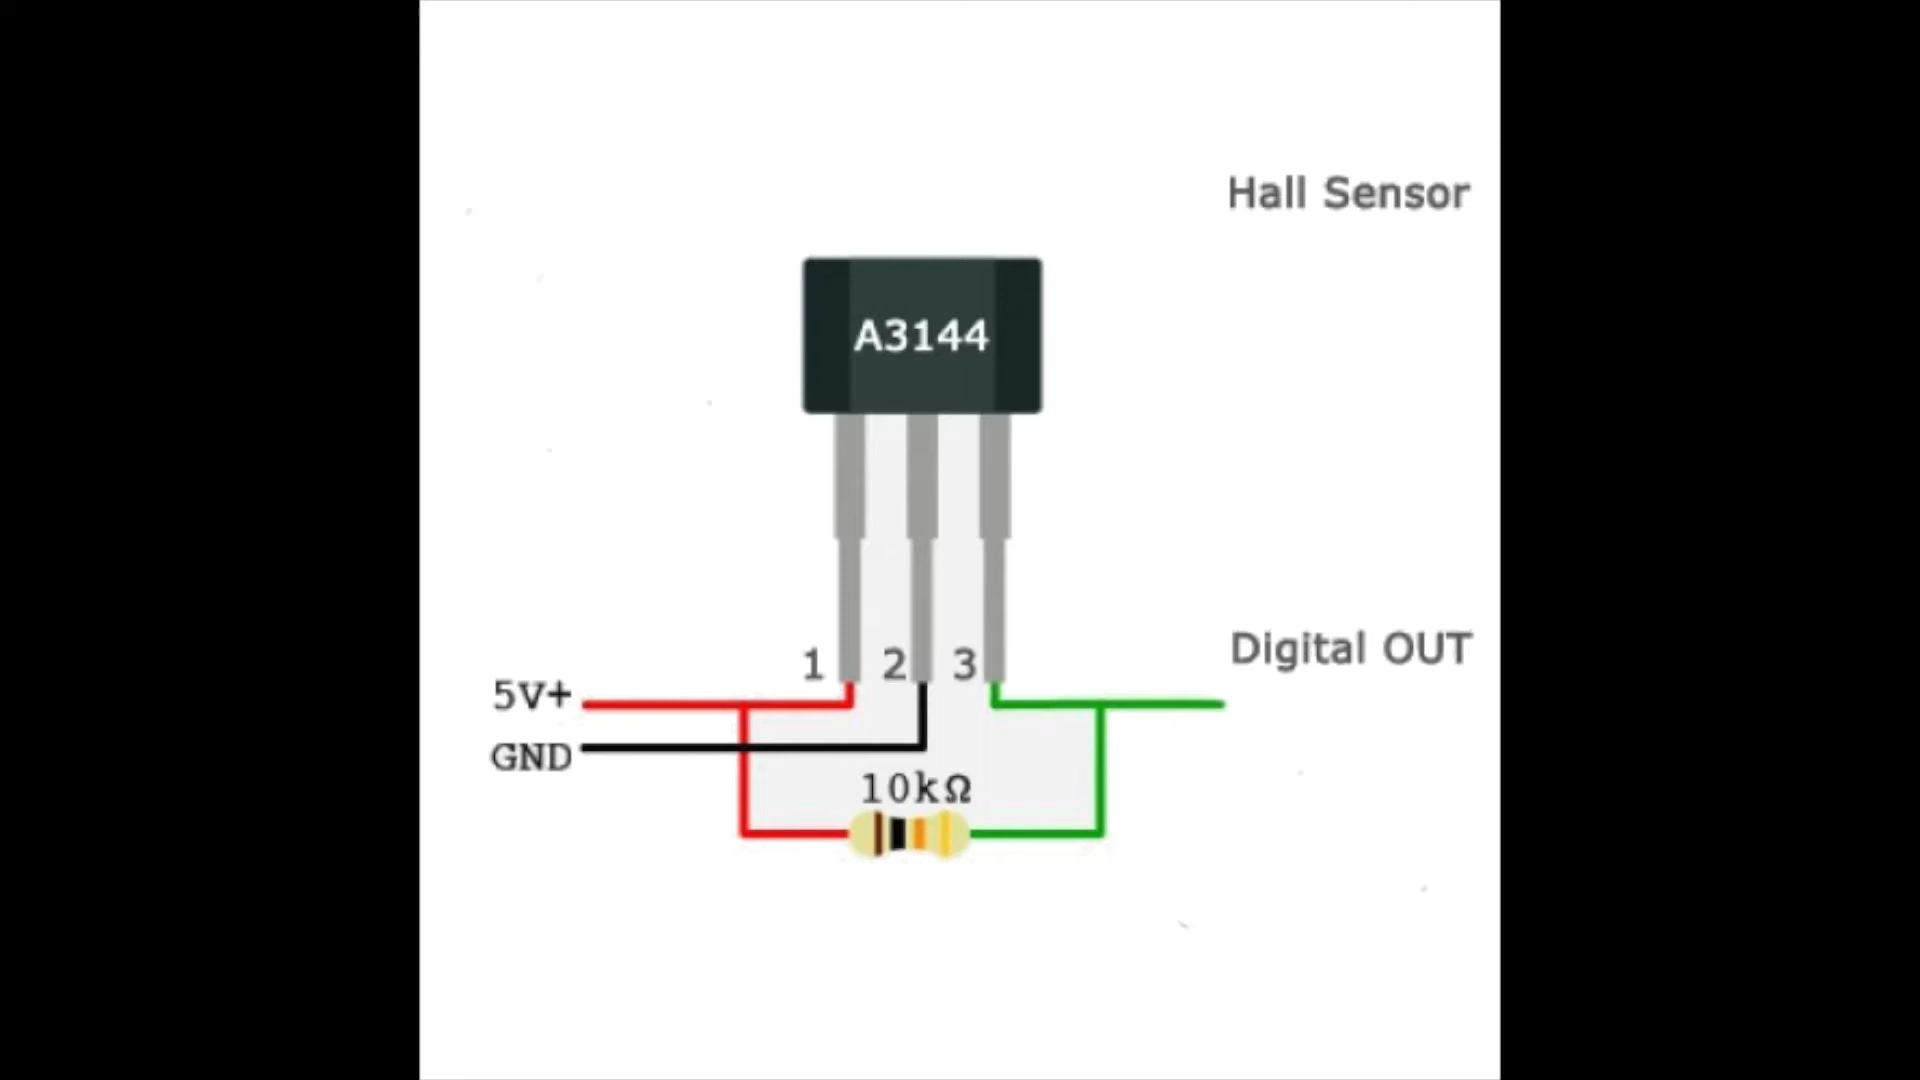 Hall Sensor
A3144
Digital OUT
1 2 3
5V+
GND
10kΩ